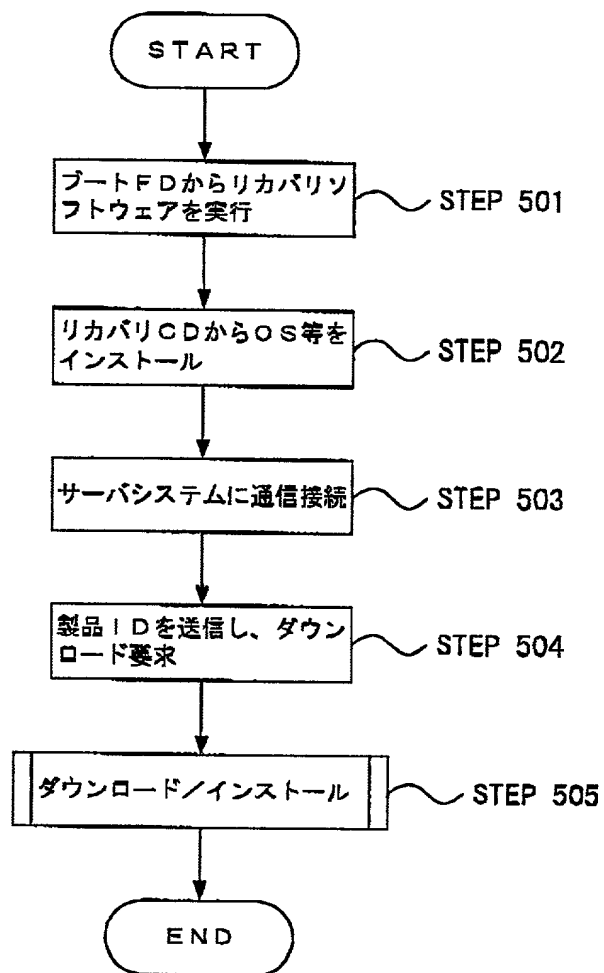 START
ブートFDからリカバリソ
フトウェアを実行
STEP 501
リカバリCDからOS等を
インストール
STEP 502
サーバシステムに通信接続
STEP 503
製品IDを送信し、ダウン
ロード要求
STEP 504
ダウンロード/インストール
STEP 505
END